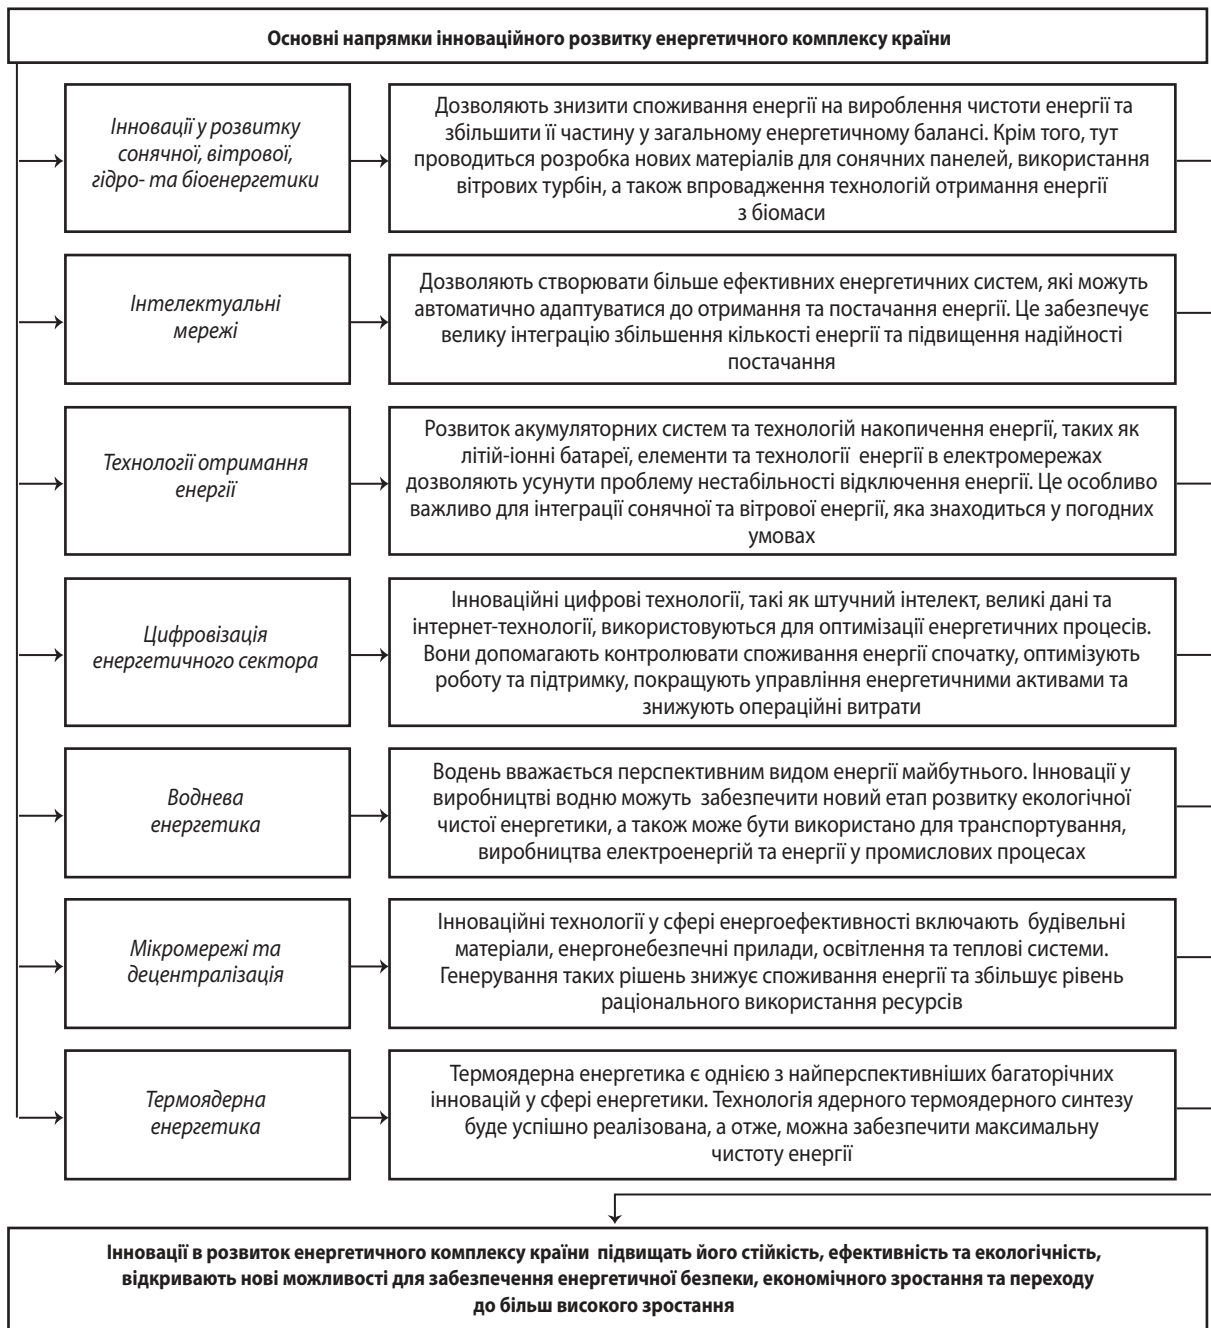 Основні напрямки інноваційного розвитку енергетичного комплексу країни
Інновації у розвитку
сонячної, вітрової,
гідро- та біоенергетики
Дозволяють знизити споживання енергії на вироблення чистоти енергії та
збільшити її частину у загальному енергетичному балансі. Крім того, тут
проводиться розробка нових матеріалів для сонячних панелей, використання
вітрових турбін, а також впровадження технологій отримання енергії
з біомаси
Інтелектуальні
мережі
Дозволяють створювати більше ефективних енергетичних систем, які можуть
автоматично адаптуватися до отримання та постачання енергії. Це забезпечує
велику інтеграцію збільшення кількості енергії та підвищення надійності
постачання
Технології отримання
енергії
Розвиток акумуляторних систем та технологій накопичення енергії, таких як
літій-іонні батареї, елементи та технології енергії в електромережах
дозволяють усунути проблему нестабільності відключення енергії. Це особливо
важливо для інтеграції сонячної та вітрової енергії, яка знаходиться у погодних
умовах
Цифровізація
енергетичного сектора
Інноваційні цифрові технології, такі як штучний інтелект, великі дані та
інтернет-технології, використовуються для оптимізації енергетичних процесів.
Вони допомагають контролювати споживання енергії спочатку, оптимізують
роботу та підтримку, покращують управління енергетичними активами та
знижують операційні витрати
Воднева
енергетика
Водень вважається перспективним видом енергії майбутнього. Інновації у
виробництві водню можуть забезпечити новий етап розвитку екологічної
чистої енергетики, а також може бути використано для транспортування,
виробництва електроенергій та енергії у промислових процесах
Мікромережі та
децентралізація
Інноваційні технології у сфері енергоефективності включають будівельні
матеріали, енергонебезпечні прилади, освітлення та теплові системи.
Генерування таких рішень знижує споживання енергії та збільшує рівень
раціонального використання ресурсів
Термоядерна
енергетика
Термоядерна енергетика є однією з найперспективніших багаторічних
інновацій у сфері енергетики. Технологія ядерного термоядерного синтезу
буде успішно реалізована, а отже, можна забезпечити максимальну
чистоту енергії
Інновації в розвиток енергетичного комплексу країни підвищать його стійкість, ефективність та екологічність,
відкривають нові можливості для забезпечення енергетичної безпеки, економічного зростання та переходу
до більш високого зростання